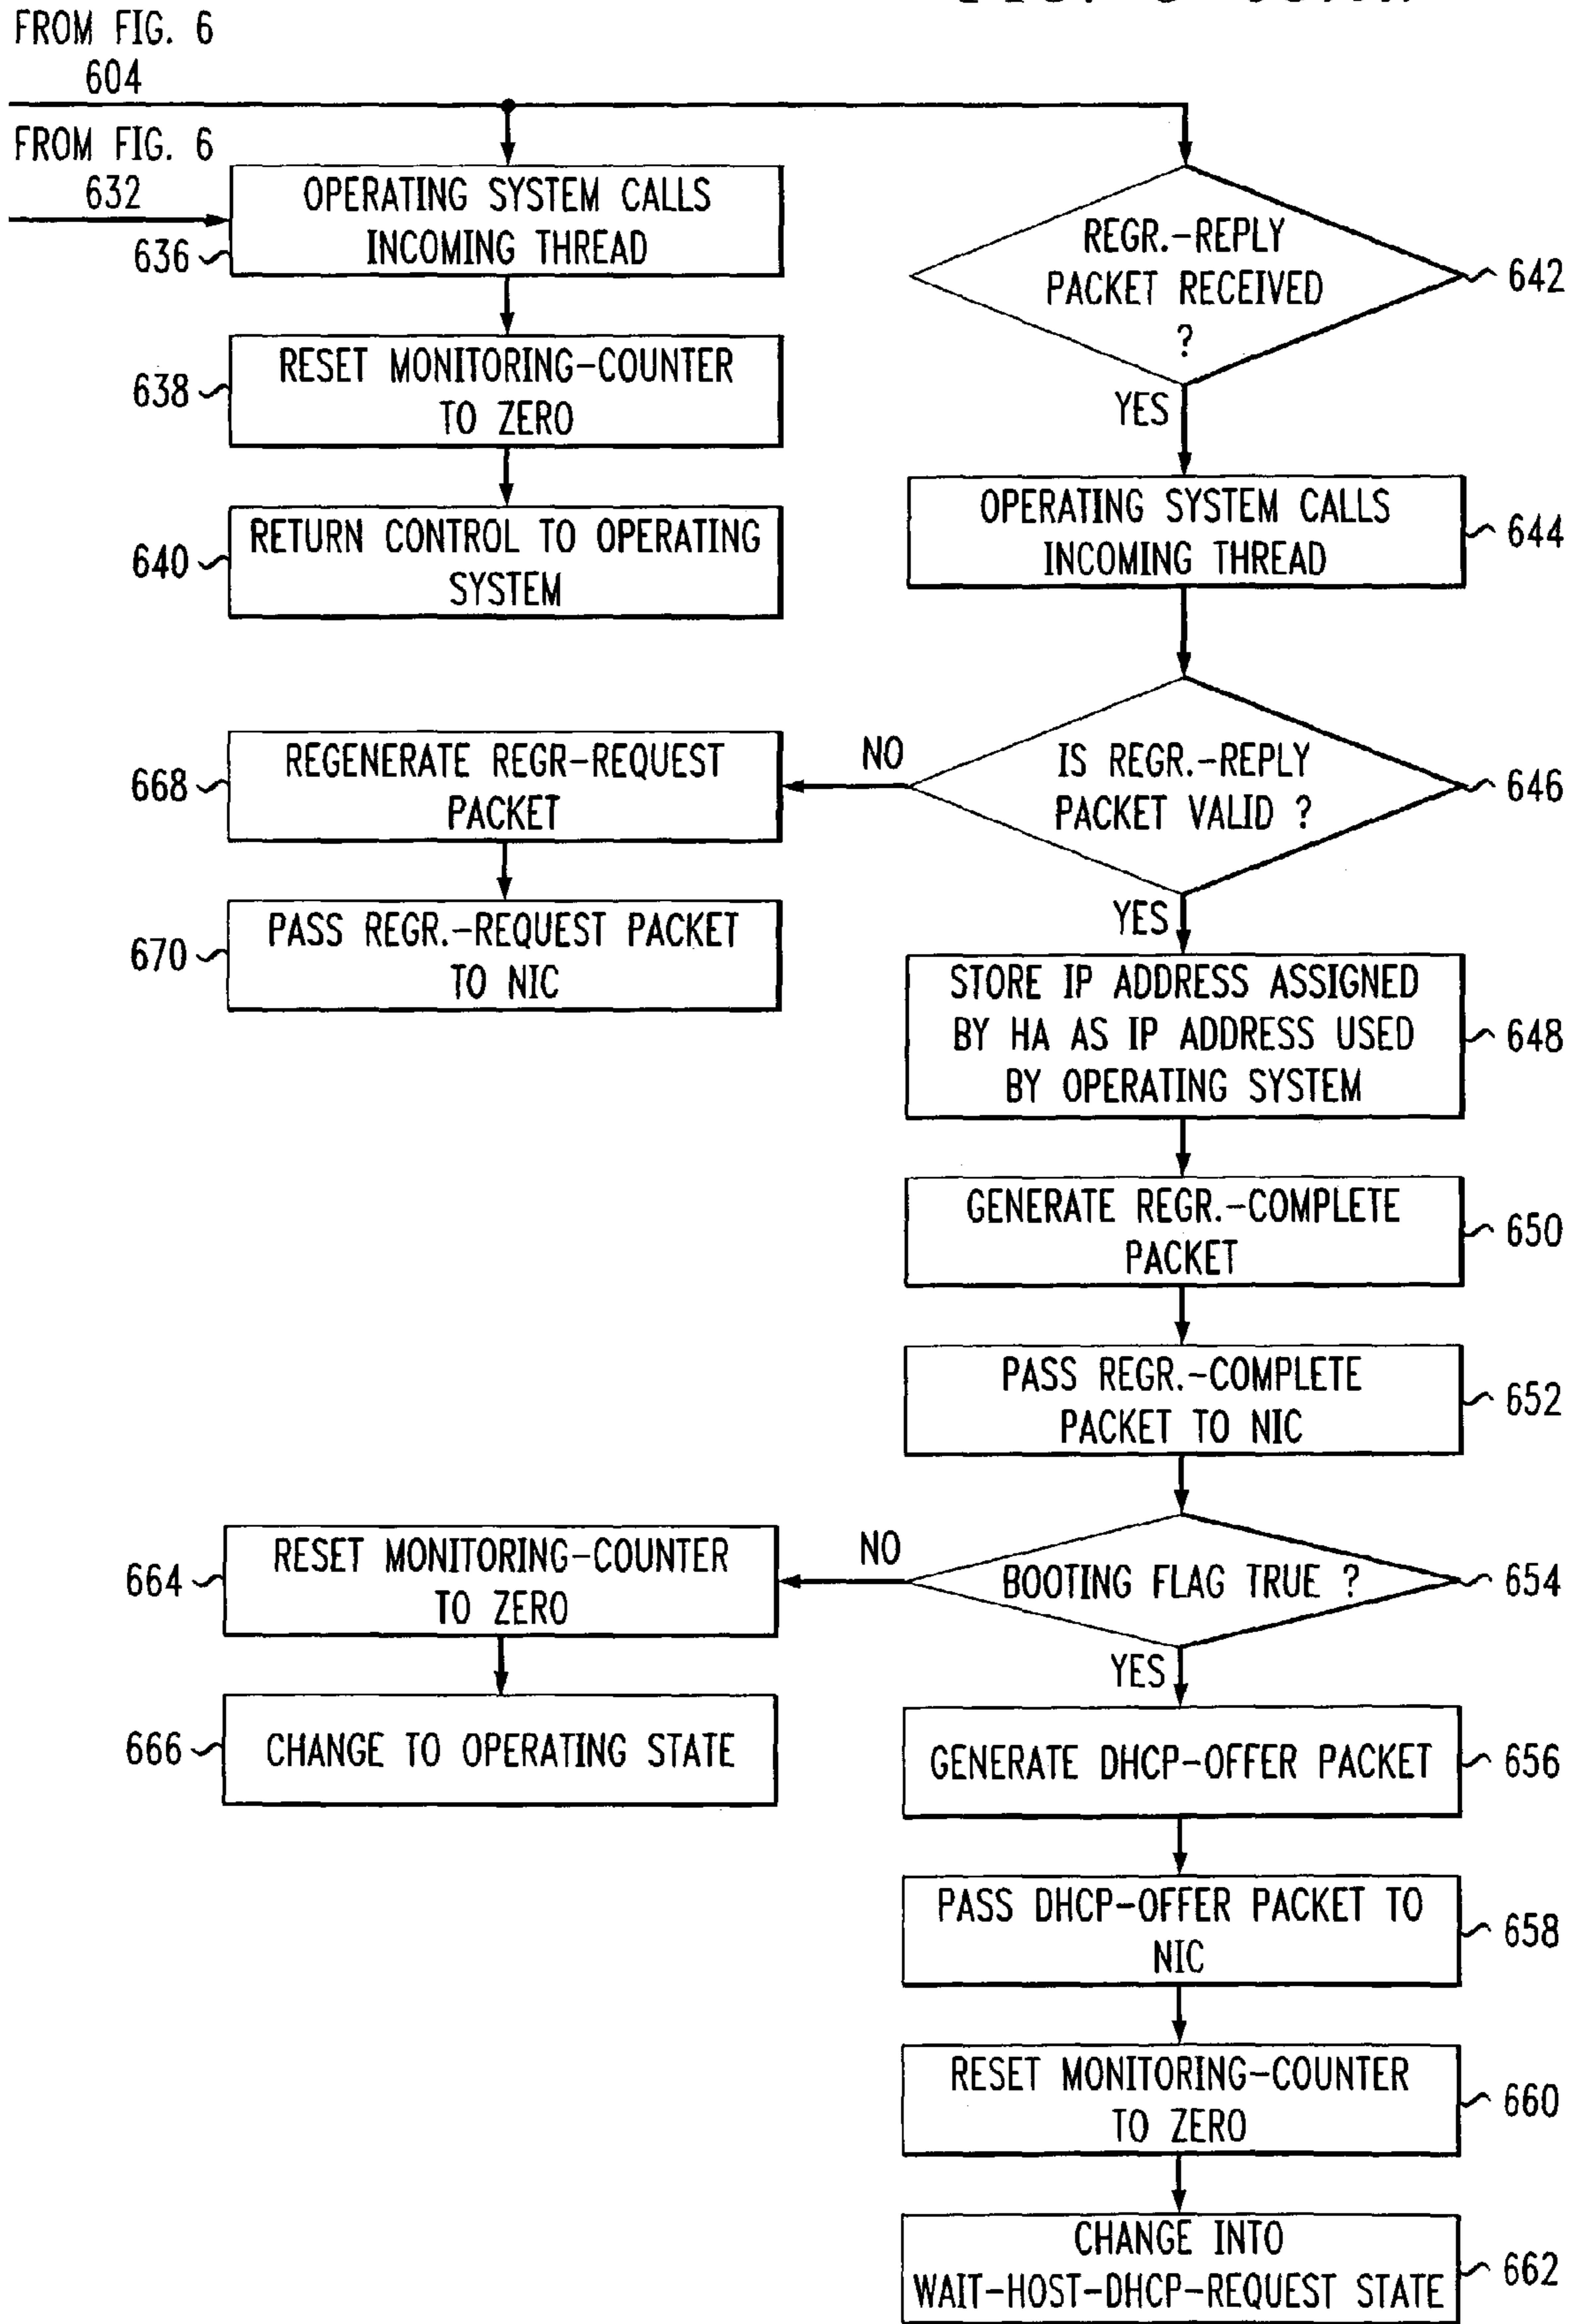 FROM FIG. 6
604
FROM FIG. 6
632
OPERATING SYSTEM CALLS
INCOMING THREAD
636
RESET MONITORING-COUNTER
TO ZERO
638
RETURN CONTROL TO OPERATING
SYSTEM
640
REGR.-REPLY
PACKET RECEIVED
?
642
YES
OPERATING SYSTEM CALLS
INCOMING THREAD
644
IS REGR.-REPLY
PACKET VALID ?
646
NO
REGENERATE REGR-REQUEST
PACKET
668
PASS REGR.-REQUEST PACKET
TO NIC
670
YES
STORE IP ADDRESS ASSIGNED
BY HA AS IP ADDRESS USED
BY OPERATING SYSTEM
648
GENERATE REGR.-COMPLETE
PACKET
650
PASS REGR.-COMPLETE
PACKET TO NIC
652
BOOTING FLAG TRUE ?
654
NO
RESET MONITORING-COUNTER
TO ZERO
664
CHANGE TO OPERATING STATE
666
YES
GENERATE DHCP-OFFER PACKET
656
PASS DHCP-OFFER PACKET TO
NIC
658
RESET MONITORING-COUNTER
TO ZERO
660
CHANGE INTO
WAIT-HOST-DHCP-REQUEST STATE
662